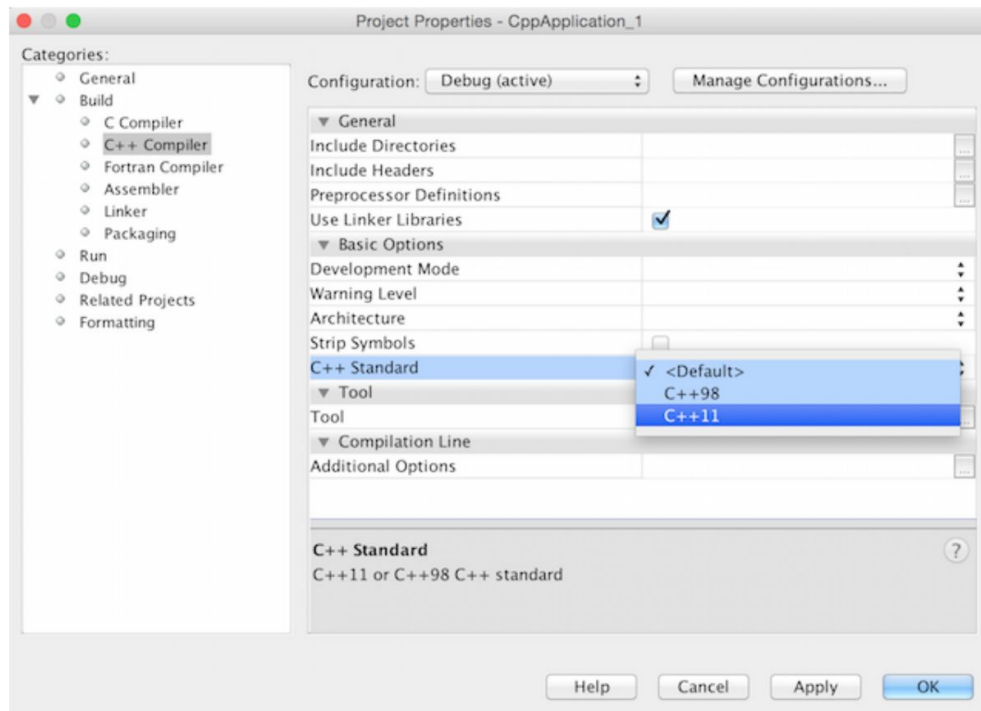 Project Properties - CppApplication_1
Categories:
General
Build
C Compiler
C++ Compiler
Fortran Compiler
Assembler
Linker
Packaging
Run
Debug
Related Projects
Formatting
Configuration: Debug (active) Manage Configurations...
General
Include Directories ...
Include Headers ...
Preprocessor Definitions ...
Use Linker Libraries
Basic Options
Development Mode
Warning Level
Architecture
Strip Symbols
C++ Standard
<Default>
C++98
C++11
Tool
Tool ...
Compilation Line
Additional Options ...
C++ Standard ?
C++11 or C++98 C++ standard
Help Cancel Apply OK